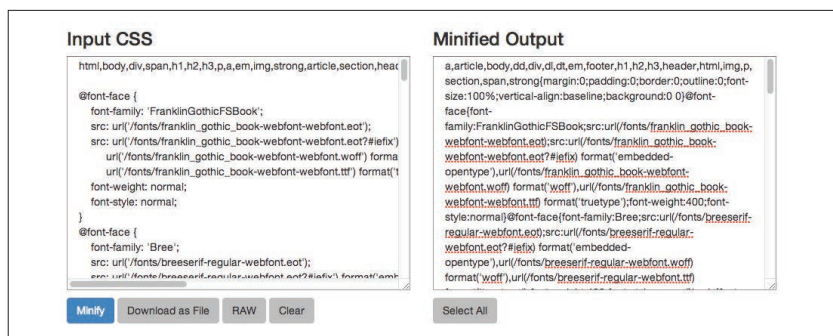 Input CSS
html,body,div,span,h1,h2,h3,p,a,em,img,strong,article,section,head
@font-face {
font-family: 'FranklinGothicFSBook';
src: url('/fonts/franklin_gothic_book-webfont-webfont.eot');
src: url('/fonts/franklin_gothic_book-webfont-webfont.eot?#iefix')
url('/fonts/franklin_gothic_book-webfont-webfont.woff') forma
url('/fonts/franklin_gothic_book-webfont-webfont.ttf') format('t
font-weight: normal;
font-style: normal;
}
@font-face {
font-family: 'Bree';
src: url('/fonts/breeserif-regular-webfont.eot');
src: url('/fonts/breeserif-regular-webfont.eot?#iefix') format('emb
Minify Download as File RAW Clear
Minified Output
a,article,body,dd,div,dl,dt,em,footer,h1,h2,h3,header,html,img,p,
section,span,strong{margin:0;padding:0;border:0;outline:0;font-
size:100%;vertical-align:baseline;background:0 0}@font-
face{font-
family:FranklinGothicFSBook;src:url(/fonts/franklin_gothic_book-
webfont-webfont.eot);src:url(/fonts/franklin_gothic_book-
webfont-webfont.eot?#iefix) format('embedded-
opentype'),url(/fonts/franklin_gothic_book-webfont-
webfont.woff) format('woff'),url(/fonts/franklin_gothic_book-
webfont-webfont.ttf) format('truetype');font-weight:400;font-
style:normal}@font-face{font-family:Bree;src:url(/fonts/breeserif-
regular-webfont.eot);src:url(/fonts/breeserif-regular-
webfont.eot?#iefix) format('embedded-
opentype'),url(/fonts/breeserif-regular-webfont.woff)
format('woff'),url(/fonts/breeserif-regular-webfont.ttf)
Select All